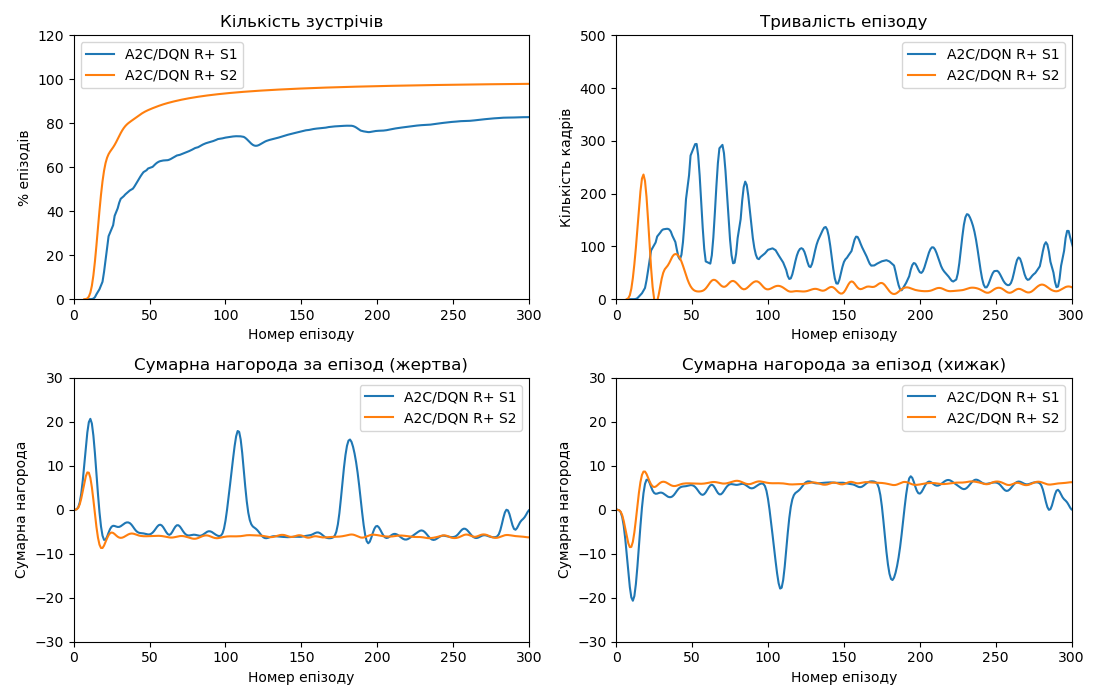 Кількість зустрічів
120
100
80
60
40
20
0
% епізодів
A2C/DQN R+ S1
A2C/DQN R+ S2
0 50 100 150 200 250 300
Номер епізоду
Тривалість епізоду
500
400
300
200
100
0
Кількість кадрів
A2C/DQN R+ S1
A2C/DQN R+ S2
0 50 100 150 200 250 300
Номер епізоду
Сумарна нагорода за епізод (жертва)
30
20
10
0
−10
−20
−30
Сумарна нагорода
A2C/DQN R+ S1
A2C/DQN R+ S2
0 50 100 150 200 250 300
Номер епізоду
Сумарна нагорода за епізод (хижак)
30
20
10
0
−10
−20
−30
Сумарна нагорода
A2C/DQN R+ S1
A2C/DQN R+ S2
0 50 100 150 200 250 300
Номер епізоду